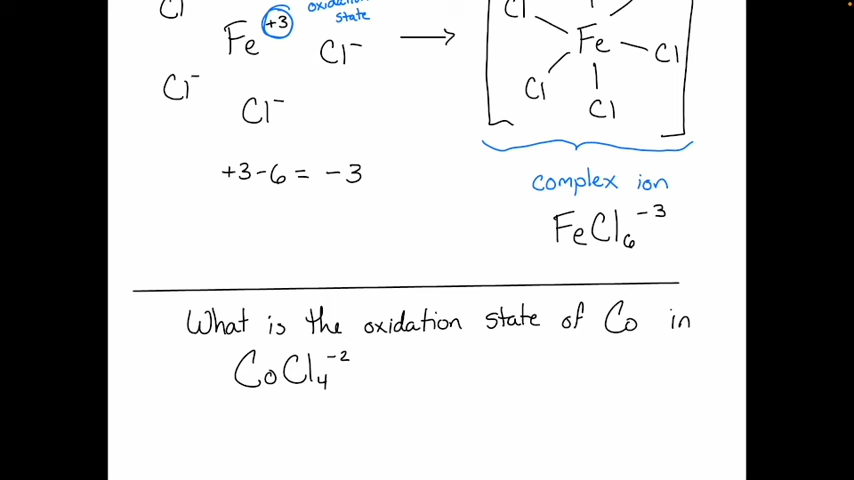 Cl
oxidation
state
Fe +3
Cl⁻
Cl⁻
Cl⁻
Cl
Fe
Cl
Cl
Cl
+3-6 = -3
complex ion
FeCl₆⁻³
What is the oxidation state of Co in
CoCl₄⁻²